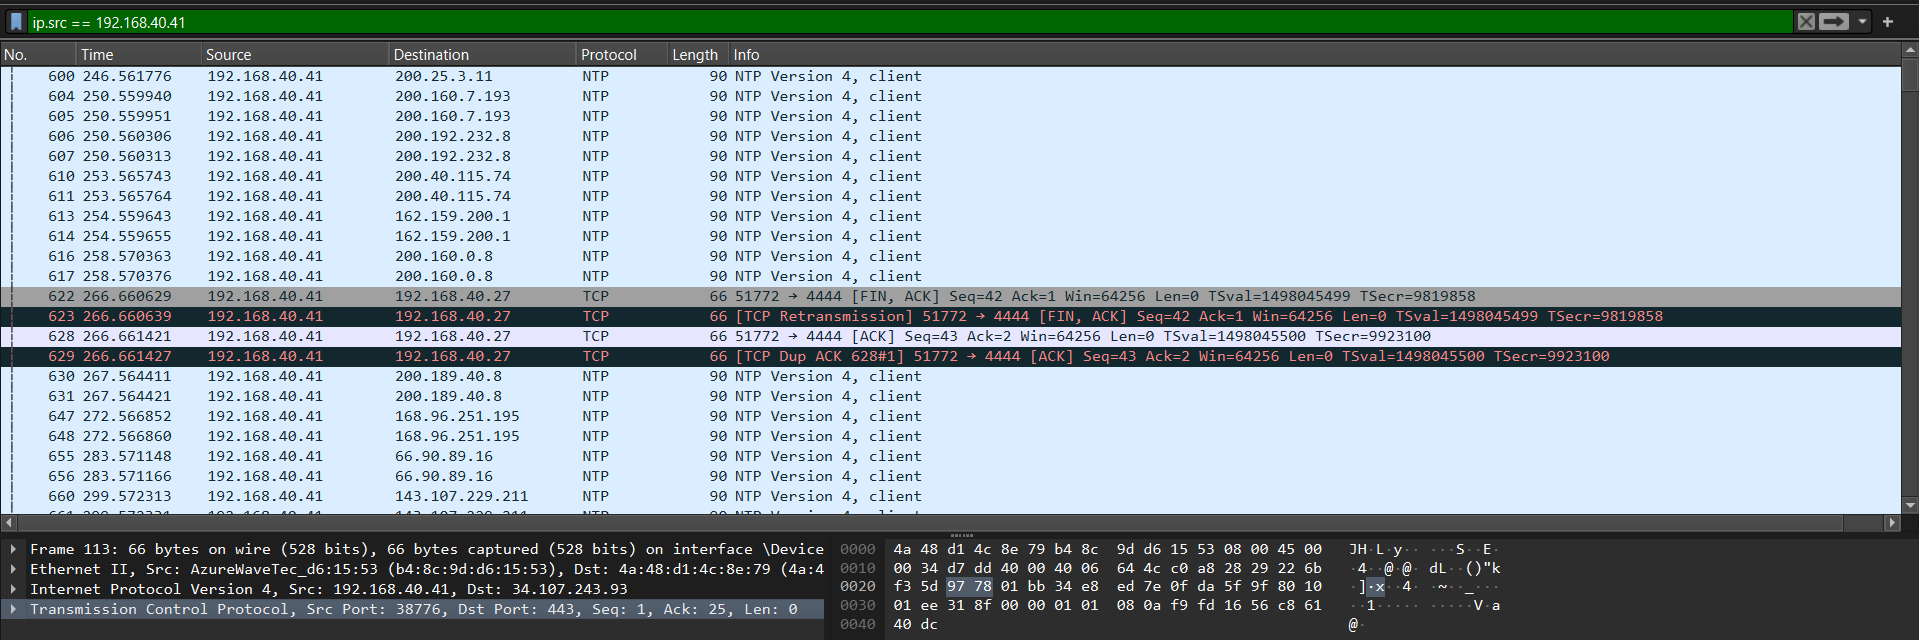 ip.src == 192.168.40.41
No. Time Source Destination Protocol Length Info
600 246.561776 192.168.40.41 200.25.3.11 NTP 90 NTP Version 4, client
604 250.559940 192.168.40.41 200.160.7.193 NTP 90 NTP Version 4, client
605 250.559951 192.168.40.41 200.160.7.193 NTP 90 NTP Version 4, client
606 250.560306 192.168.40.41 200.192.232.8 NTP 90 NTP Version 4, client
607 250.560313 192.168.40.41 200.192.232.8 NTP 90 NTP Version 4, client
610 253.565743 192.168.40.41 200.40.115.74 NTP 90 NTP Version 4, client
611 253.565764 192.168.40.41 200.40.115.74 NTP 90 NTP Version 4, client
613 254.559643 192.168.40.41 162.159.200.1 NTP 90 NTP Version 4, client
614 254.559655 192.168.40.41 162.159.200.1 NTP 90 NTP Version 4, client
616 258.570363 192.168.40.41 200.160.0.8 NTP 90 NTP Version 4, client
617 258.570376 192.168.40.41 200.160.0.8 NTP 90 NTP Version 4, client
622 266.660629 192.168.40.41 192.168.40.27 TCP 66 51772 → 4444 [FIN, ACK] Seq=42 Ack=1 Win=64256 Len=0 TSval=1498045499 TSecr=9819858
623 266.660639 192.168.40.41 192.168.40.27 TCP 66 [TCP Retransmission] 51772 → 4444 [FIN, ACK] Seq=42 Ack=1 Win=64256 Len=0 TSval=1498045499 TSecr=9819858
628 266.661421 192.168.40.41 192.168.40.27 TCP 66 51772 → 4444 [ACK] Seq=43 Ack=2 Win=64256 Len=0 TSval=1498045500 TSecr=9923100
629 266.661427 192.168.40.41 192.168.40.27 TCP 66 [TCP Dup ACK 628#1] 51772 → 4444 [ACK] Seq=43 Ack=2 Win=64256 Len=0 TSval=1498045500 TSecr=9923100
630 267.564411 192.168.40.41 200.189.40.8 NTP 90 NTP Version 4, client
631 267.564421 192.168.40.41 200.189.40.8 NTP 90 NTP Version 4, client
647 272.566852 192.168.40.41 168.96.251.195 NTP 90 NTP Version 4, client
648 272.566860 192.168.40.41 168.96.251.195 NTP 90 NTP Version 4, client
655 283.571148 192.168.40.41 66.90.89.16 NTP 90 NTP Version 4, client
656 283.571166 192.168.40.41 66.90.89.16 NTP 90 NTP Version 4, client
660 299.572313 192.168.40.41 143.107.229.211 NTP 90 NTP Version 4, client
Frame 113: 66 bytes on wire (528 bits), 66 bytes captured (528 bits) on interface \Device
Ethernet II, Src: AzureWaveTec_d6:15:53 (b4:8c:9d:d6:15:53), Dst: 4a:48:d1:4c:8e:79 (4a:4
Internet Protocol Version 4, Src: 192.168.40.41, Dst: 34.107.243.93
Transmission Control Protocol, Src Port: 38776, Dst Port: 443, Seq: 1, Ack: 25, Len: 0
0000 4a 48 d1 4c 8e 79 b4 8c 9d d6 15 53 08 00 45 00 JH·L·y·· ···S··E·
0010 00 34 d7 dd 40 00 40 06 64 4c c0 a8 28 29 22 6b ·4··@·@· dL··()"k
0020 f3 5d 97 78 01 bb 34 e8 ed 7e 0f da 5f 9f 80 10 ·]·x··4· ·~··_···
0030 01 ee 31 8f 00 00 01 01 08 0a f9 fd 16 56 c8 61 ··1····· ·····V·a
0040 40 dc @·